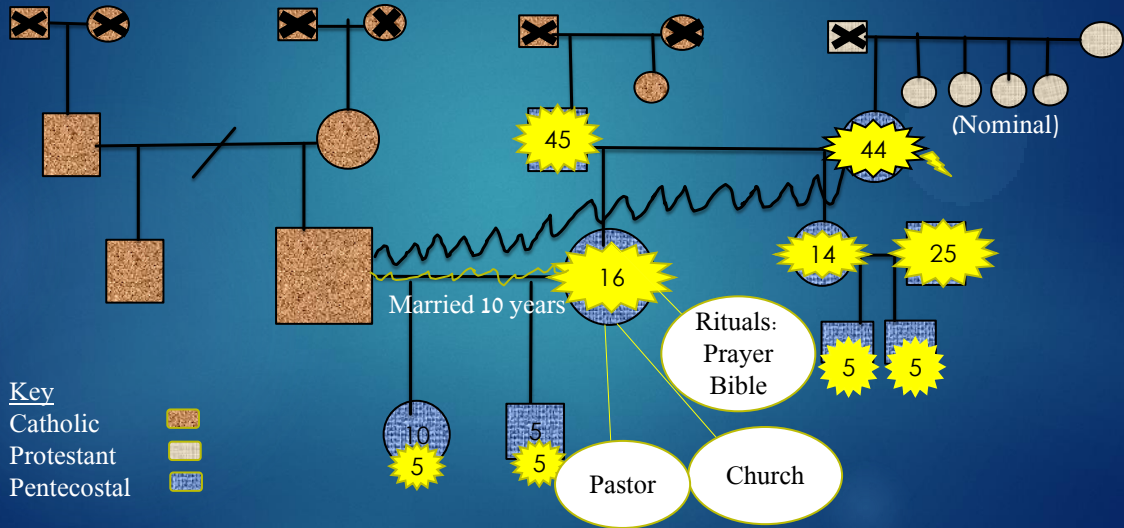 (Nominal)
45
44
16
14
25
Married 10 years
Rituals:
Prayer
Bible
5
5
Key
Catholic
Protestant
Pentecostal
10
5
5
5
Pastor
Church